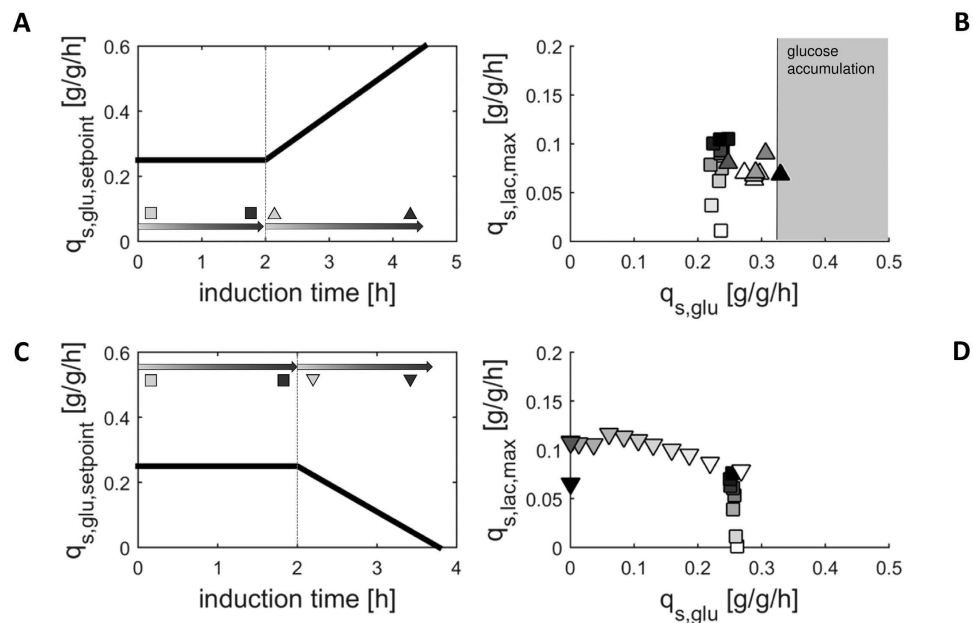 A
q_s,glu,setpoint [g/g/h]
0.6
0.4
0.2
0
0 1 2 3 4 5
induction time [h]
B
q_s,lac,max [g/g/h]
0.2
0.15
0.1
0.05
0
glucose
accumulation
0 0.1 0.2 0.3 0.4 0.5
q_s,glu [g/g/h]
C
q_s,glu,setpoint [g/g/h]
0.6
0.4
0.2
0
0 1 2 3 4
induction time [h]
D
q_s,lac,max [g/g/h]
0.2
0.15
0.1
0.05
0
0 0.1 0.2 0.3 0.4 0.5
q_s,glu [g/g/h]